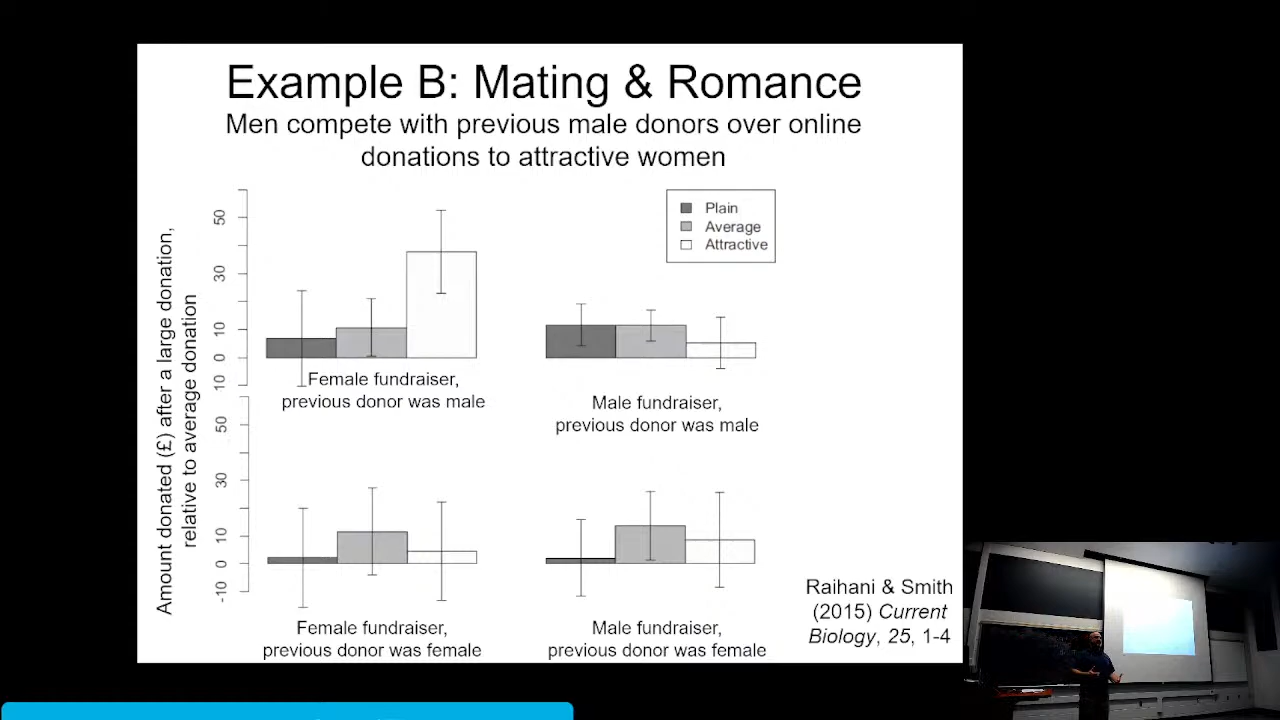 Example B: Mating & Romance
Men compete with previous male donors over online
donations to attractive women
Amount donated (£) after a large donation,
relative to average donation
50
30
10
0
10
Plain
Average
Attractive
Female fundraiser,
previous donor was male
Male fundraiser,
previous donor was male
50
30
10
0
-10
Female fundraiser,
previous donor was female
Male fundraiser,
previous donor was female
Raihani & Smith
(2015) Current
Biology, 25, 1-4